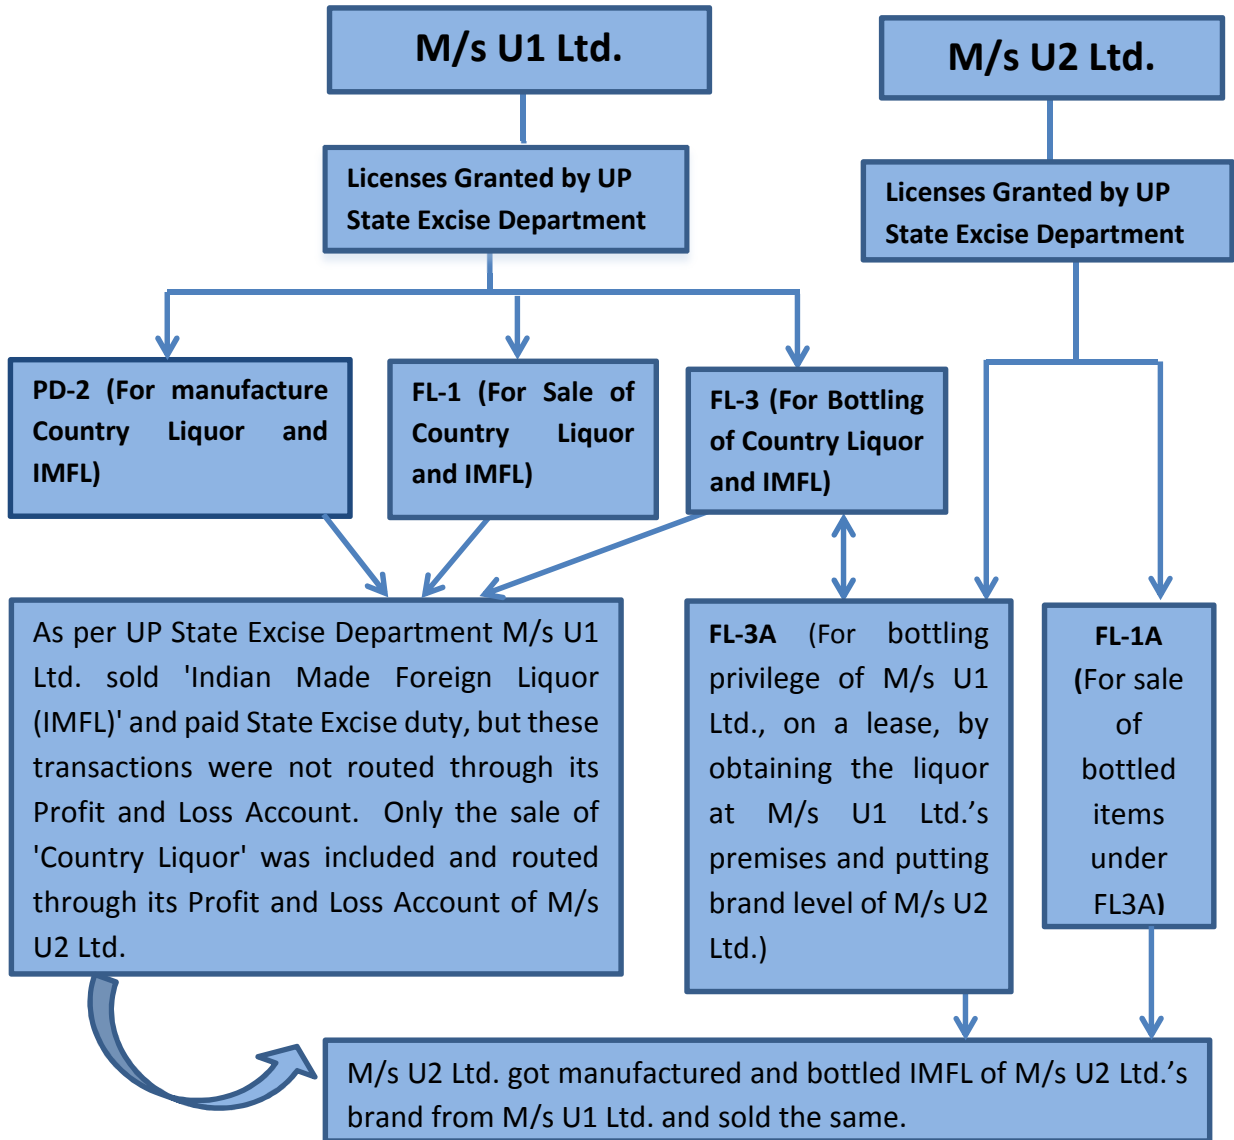 M/s U1 Ltd.
M/s U2 Ltd.
Licenses Granted by UP
State Excise Department
Licenses Granted by UP
State Excise Department
PD-2 (For manufacture
Country Liquor and
IMFL)
FL-1 (For Sale of
Country Liquor
and IMFL)
FL-3 (For Bottling
of Country Liquor
and IMFL)
As per UP State Excise Department M/s U1
Ltd. sold 'Indian Made Foreign Liquor
(IMFL)' and paid State Excise duty, but these
transactions were not routed through its
Profit and Loss Account. Only the sale of
'Country Liquor' was included and routed
through its Profit and Loss Account of M/s
U2 Ltd.
FL-3A (For bottling
privilege of M/s U1
Ltd., on a lease, by
obtaining the liquor
at M/s U1 Ltd.’s
premises and putting
brand level of M/s U2
Ltd.)
FL-1A
(For sale
of
bottled
items
under
FL3A)
M/s U2 Ltd. got manufactured and bottled IMFL of M/s U2 Ltd.’s
brand from M/s U1 Ltd. and sold the same.